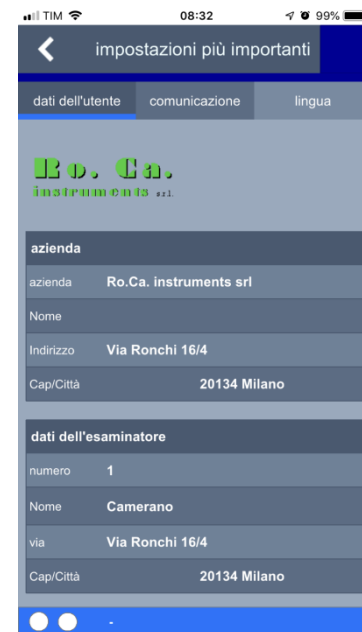 TIM 08:32 99%
impostazioni più importanti
dati dell'utente comunicazione lingua
Ro. Ca.
instruments s.r.l.
azienda
azienda Ro.Ca. instruments srl
Nome
Indirizzo Via Ronchi 16/4
Cap/Città 20134 Milano
dati dell'esaminatore
numero 1
Nome Camerano
via Via Ronchi 16/4
Cap/Città 20134 Milano
-